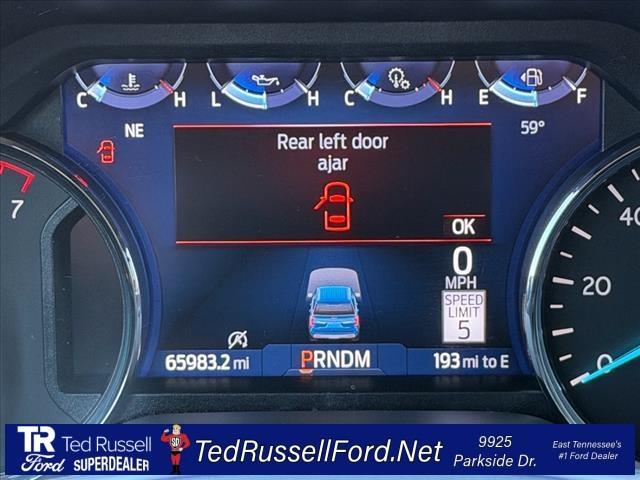 C H L H C H E F
NE
59°
Rear left door
ajar
OK
0
MPH
SPEED
LIMIT
5
65983.2 mi
PRNDM
193 mi to E
7
40
20
0
TR Ted Russell
Ford SUPERDEALER
SD
TedRussellFord.Net
9925
Parkside Dr.
East Tennessee's
#1 Ford Dealer